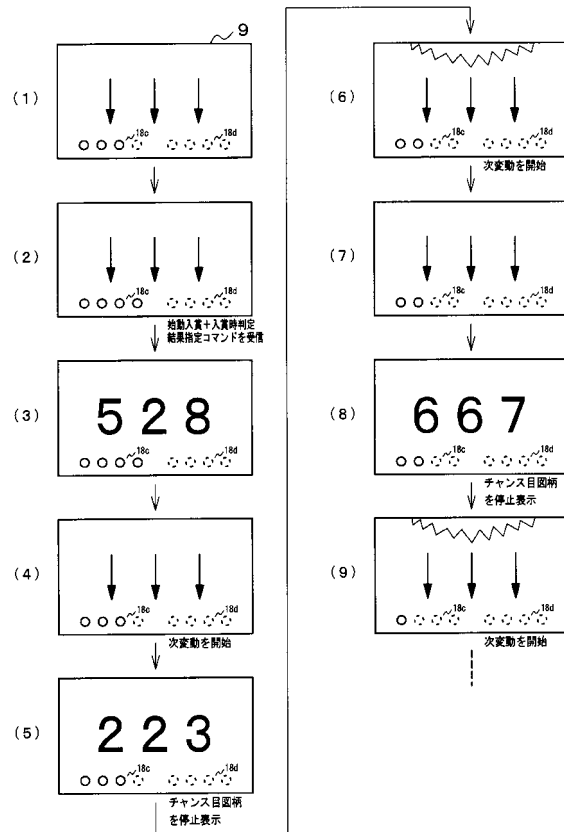 9
(1)
18c
18d
(2)
18c
18d
始動入賞+入賞時判定
結果指定コマンドを受信
(3)
528
18c
18d
(4)
18c
18d
次変動を開始
(5)
223
18c
18d
チャンス目図柄
を停止表示
(6)
18c
18d
次変動を開始
(7)
18c
18d
(8)
667
18c
18d
チャンス目図柄
を停止表示
(9)
18c
18d
次変動を開始